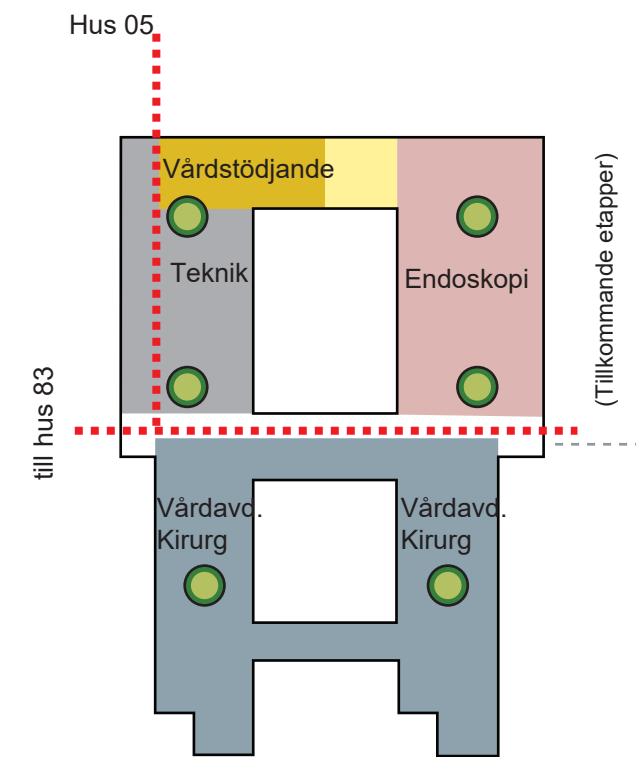 Hus 05
Vårdstödjande
Teknik
Endoskopi
(Tillkommande etapper)
till hus 83
Vårdavd.
Kirurg
Vårdavd.
Kirurg